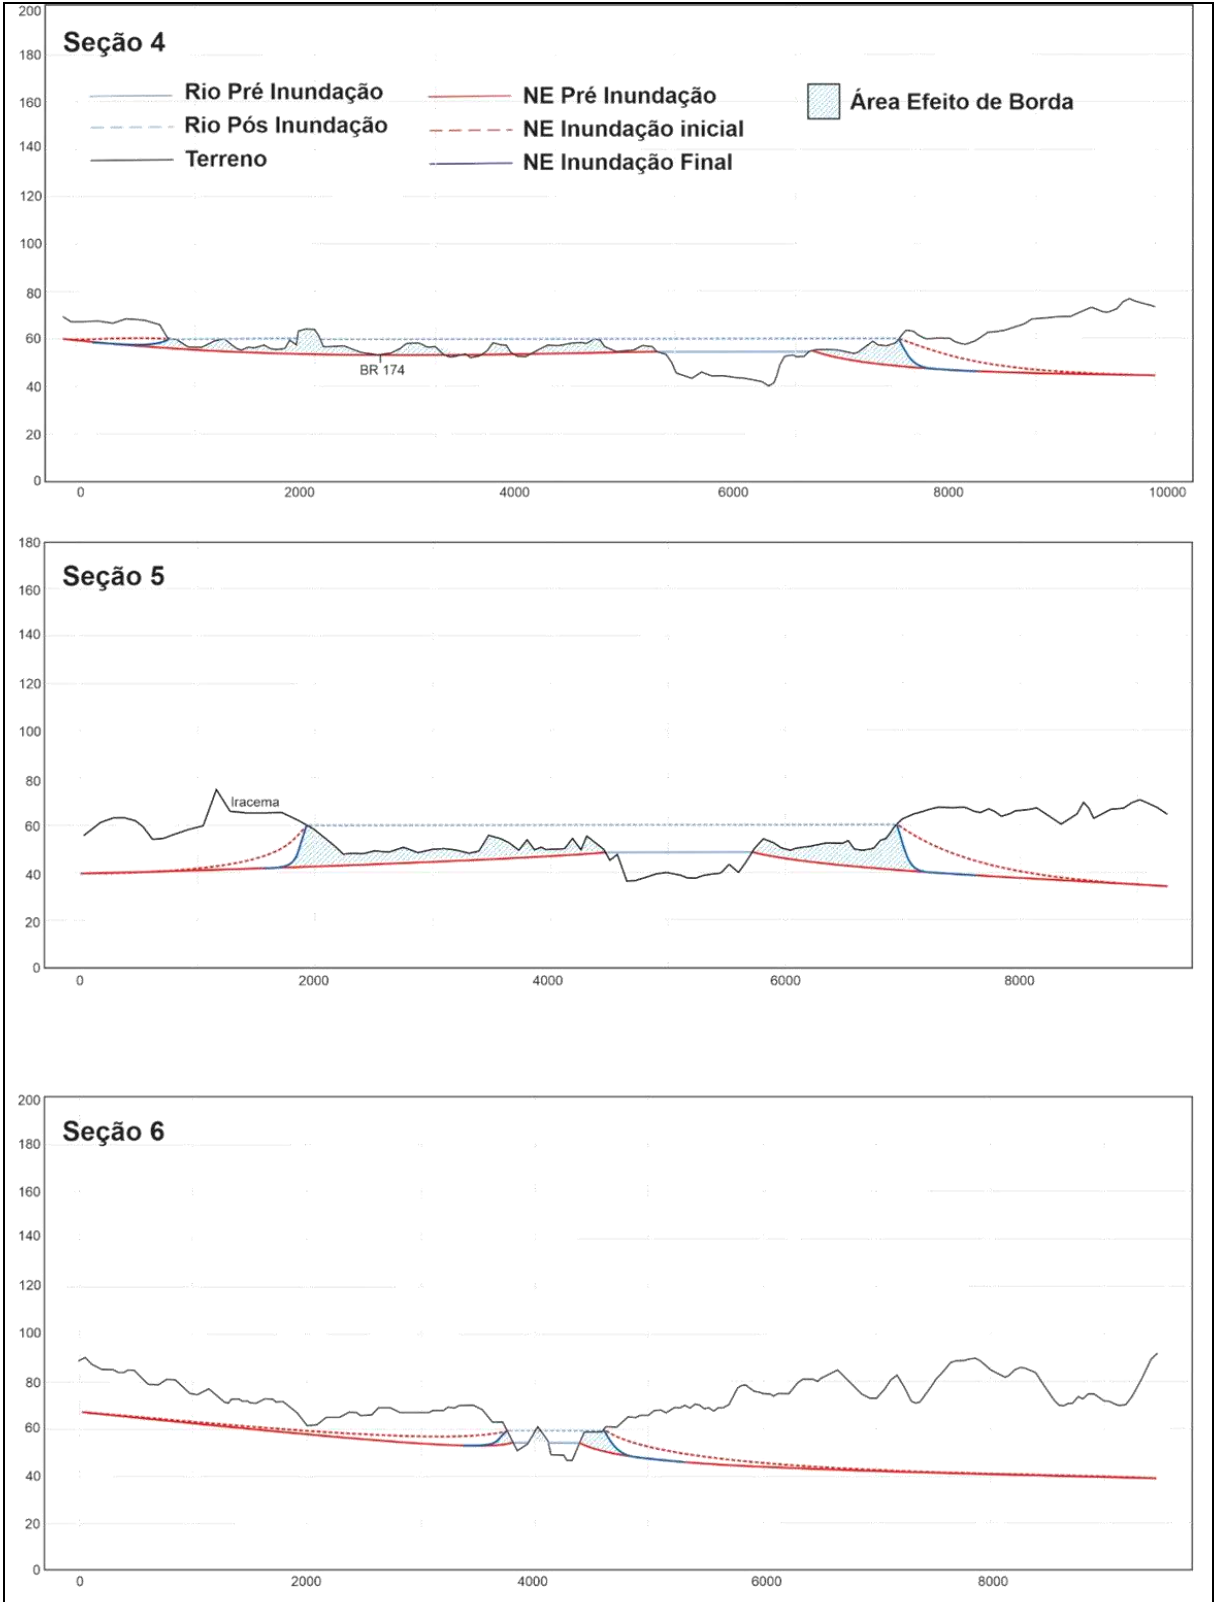 200
Seção 4
180
Rio Pré Inundação
NE Pré Inundação
Área Efeito de Borda
160
Rio Pós Inundação
NE Inundação inicial
140
Terreno
NE Inundação Final
120
100
80
60
BR 174
40
20
0
0 2000 4000 6000 8000 10000
180
Seção 5
160
140
120
100
80
Iracema
60
40
20
0
0 2000 4000 6000 8000
200
Seção 6
180
160
140
120
100
80
60
40
20
0
0 2000 4000 6000 8000